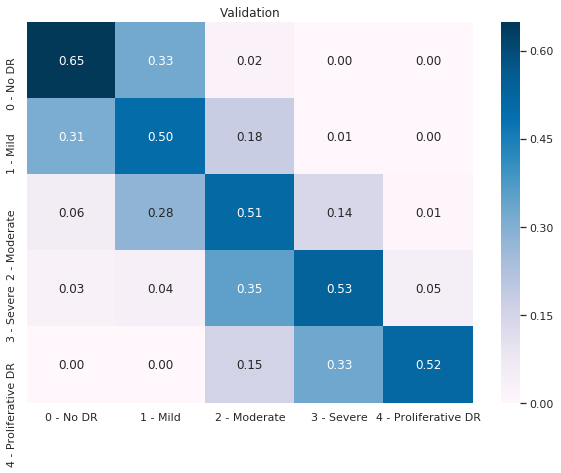 Validation
0 - No DR
0.65 0.33 0.02 0.00 0.00
1 - Mild
0.31 0.50 0.18 0.01 0.00
2 - Moderate
0.06 0.28 0.51 0.14 0.01
3 - Severe
0.03 0.04 0.35 0.53 0.05
4 - Proliferative DR
0.00 0.00 0.15 0.33 0.52
0 - No DR 1 - Mild 2 - Moderate 3 - Severe 4 - Proliferative DR
0.60
0.45
0.30
0.15
0.00